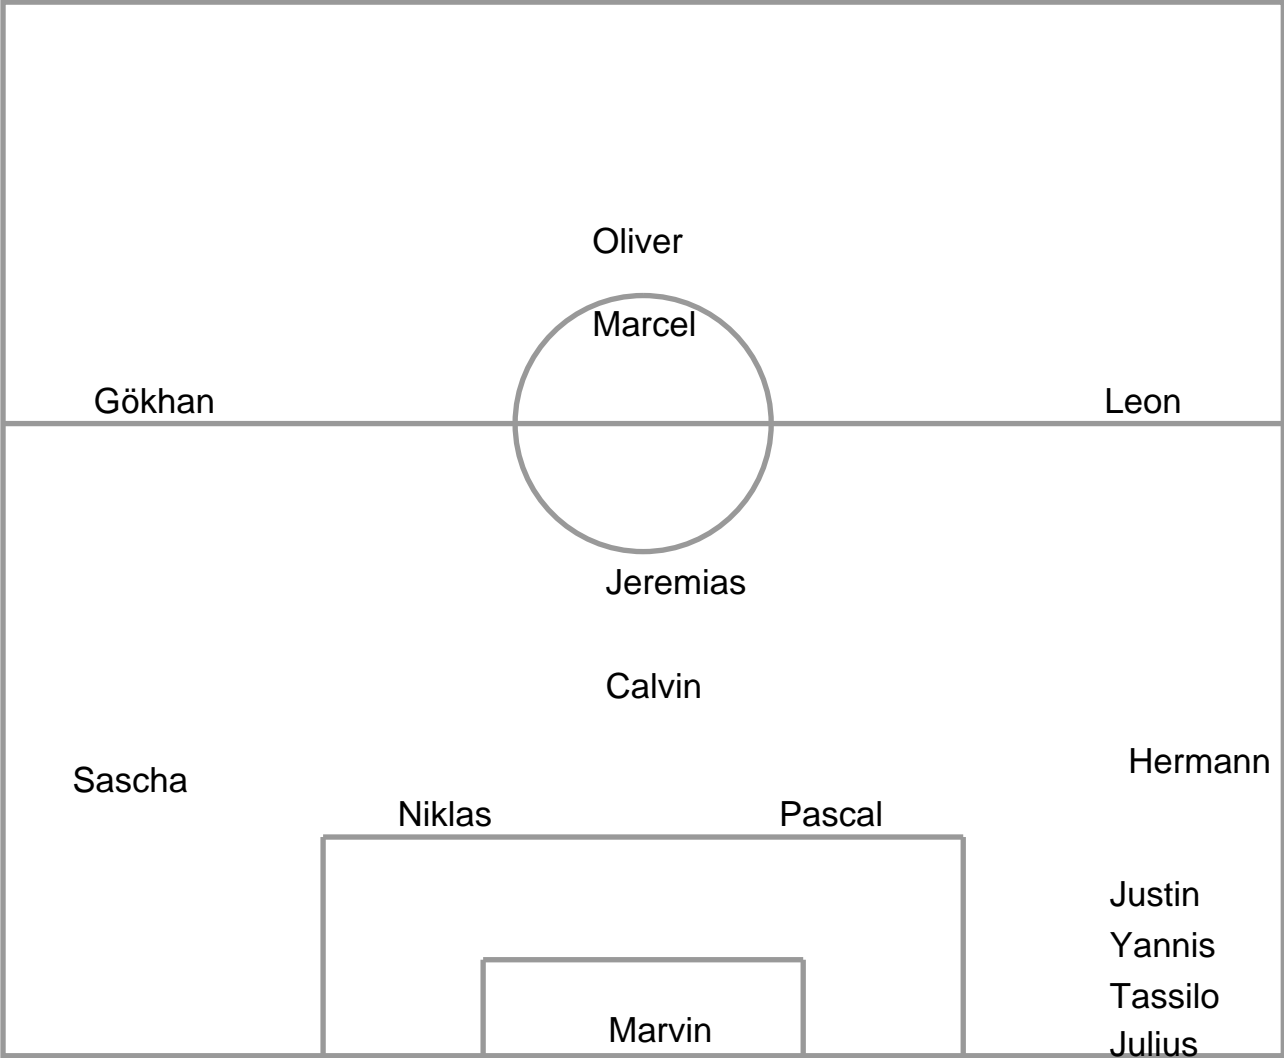 Oliver
Marcel
Gökhan
Leon
Jeremias
Calvin
Hermann
Sascha
Niklas
Pascal
Justin
Yannis
Tassilo
Marvin
Julius